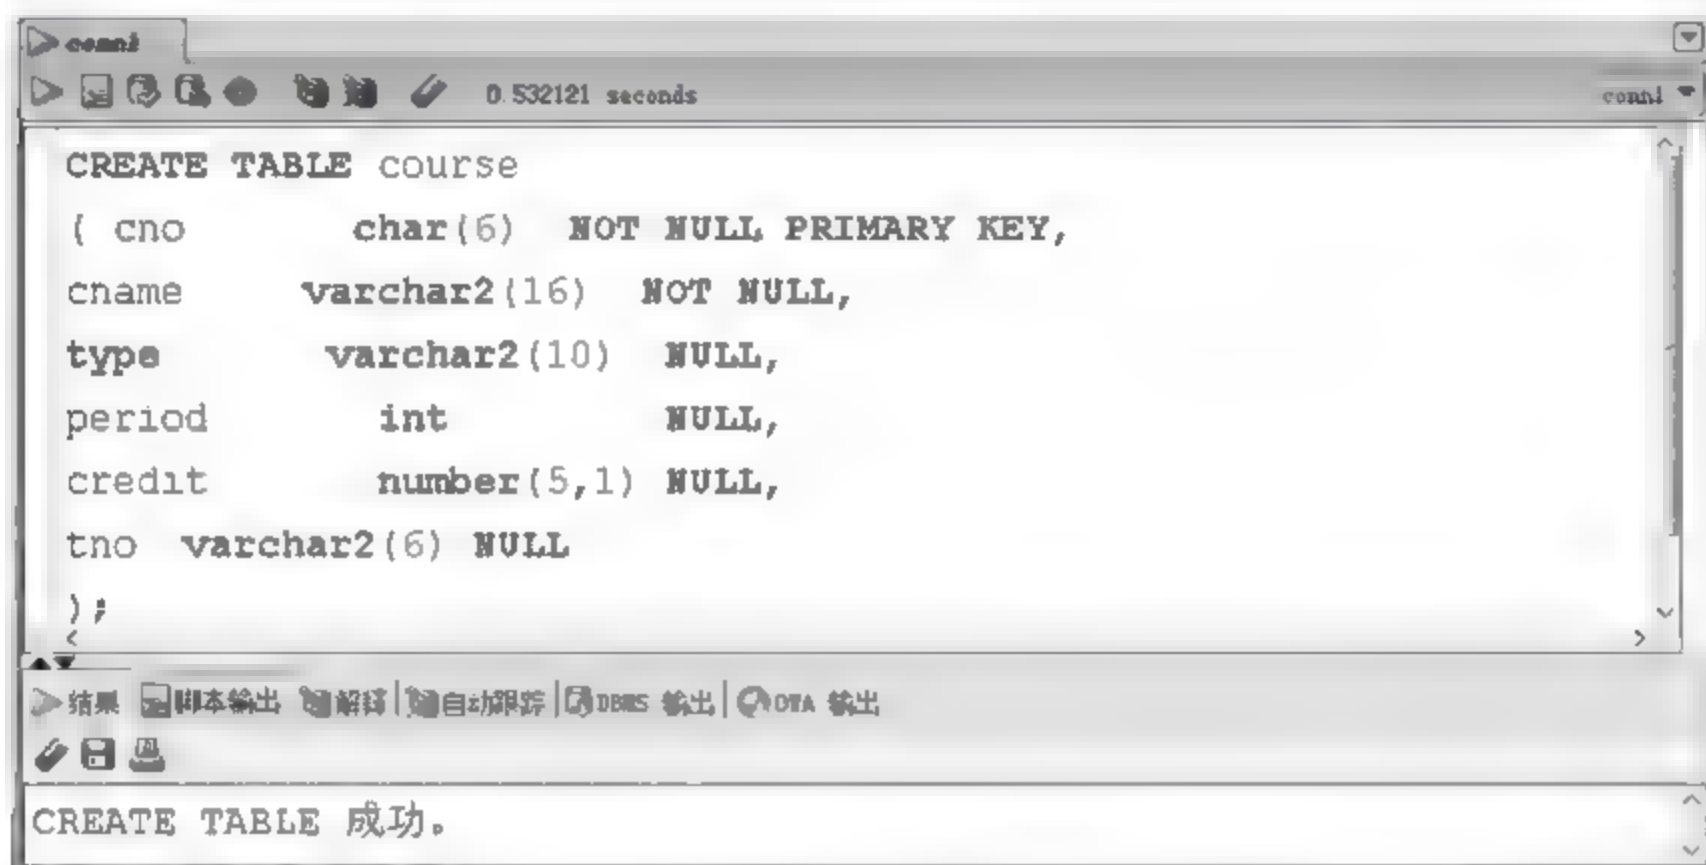 conn1
0.532121 seconds
conn1
CREATE TABLE course
( cno char(6) NOT NULL PRIMARY KEY,
cname varchar2(16) NOT NULL,
type varchar2(10) NULL,
period int NULL,
credit number(5,1) NULL,
tno varchar2(6) NULL
);
结果 脚本输出 解释 自动跟踪 DBMS 输出 OWA 输出
CREATE TABLE 成功。